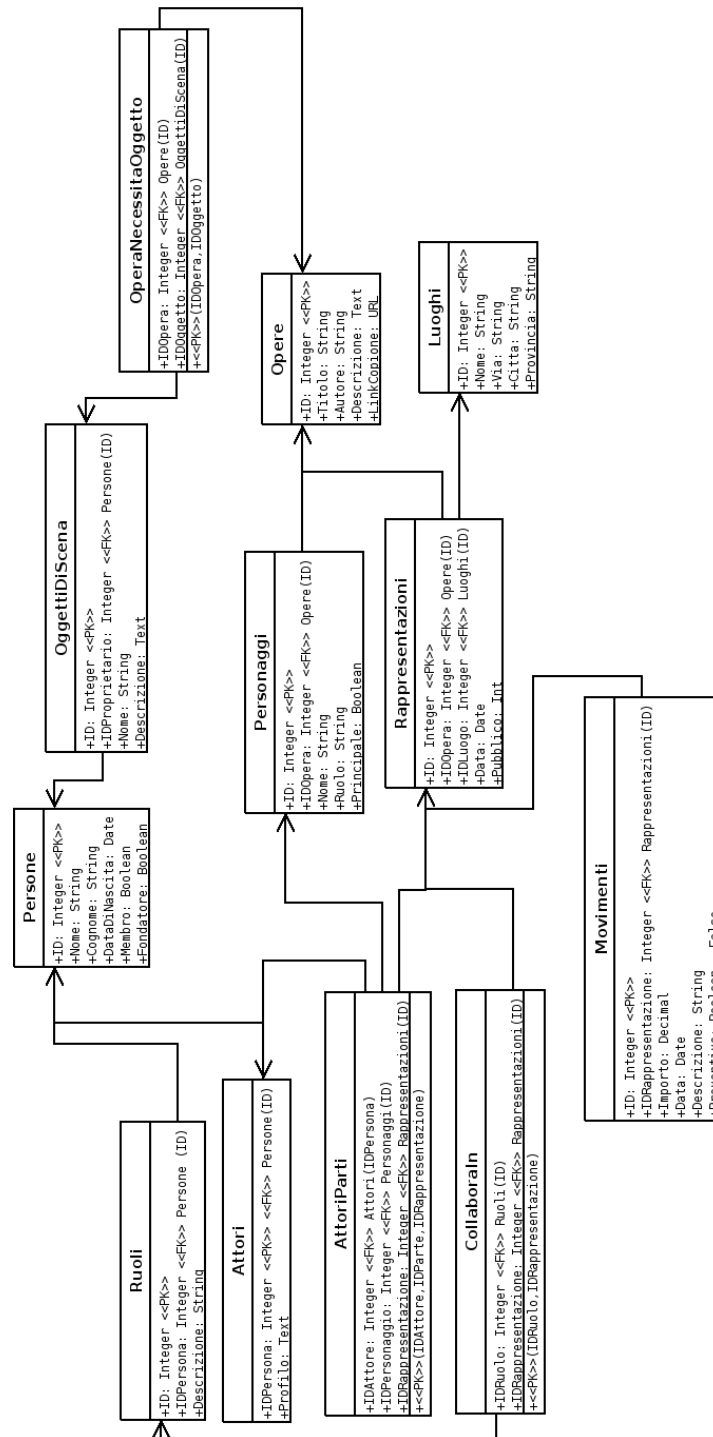 Persone
+ID: Integer <<PK>>
+Nome: String
+Cognome: String
+DataDiNascita: Date
+Membro: Boolean
+Fondatore: Boolean
OggettiDiScena
+ID: Integer <<PK>>
+IDProprietario: Integer <<FK>> Persone(ID)
+Nome: String
+Descrizione: Text
OperaNecessitaOggetto
+IDOpera: Integer <<FK>> Opere(ID)
+IDOggetto: Integer <<FK>> OggettiDiScena(ID)
+<<PK>>(IDOpera,IDOggetto)
Ruoli
+ID: Integer <<PK>>
+IDPersona: Integer <<FK>> Persone (ID)
+Descrizione: String
Attori
+IDPersona: Integer <<PK>> <<FK>> Persone(ID)
+Profilo: Text
Personaggi
+ID: Integer <<PK>>
+IDOpera: Integer <<FK>> Opere(ID)
+Nome: String
+Ruolo: String
+Principale: Boolean
Opere
+ID: Integer <<PK>>
+Titolo: String
+Autore: String
+Descrizione: Text
+LinkCopione: URL
AttoriParti
+IDAttore: Integer <<FK>> Attori(IDPersona)
+IDPersonaggio: Integer <<FK>> Personaggi(ID)
+IDRappresentazione: Integer <<FK>> Rappresentazioni(ID)
+<<PK>>(IDAttore,IDParte,IDRappresentazione)
Rappresentazioni
+ID: Integer <<PK>>
+IDOpera: Integer <<FK>> Opere(ID)
+IDLuogo: Integer <<FK>> Luoghi(ID)
+Data: Date
+Pubblico: Int
Luoghi
+ID: Integer <<PK>>
+Nome: String
+Via: String
+Citta: String
+Provincia: String
CollaboraIn
+IDRuolo: Integer <<FK>> Ruoli(ID)
+IDRappresentazione: Integer <<FK>> Rappresentazioni(ID)
+<<PK>>(IDRuolo,IDRappresentazione)
Movimenti
+ID: Integer <<PK>>
+IDRappresentazione: Integer <<FK>> Rappresentazioni(ID)
+Importo: Decimal
+Data: Date
+Descrizione: String